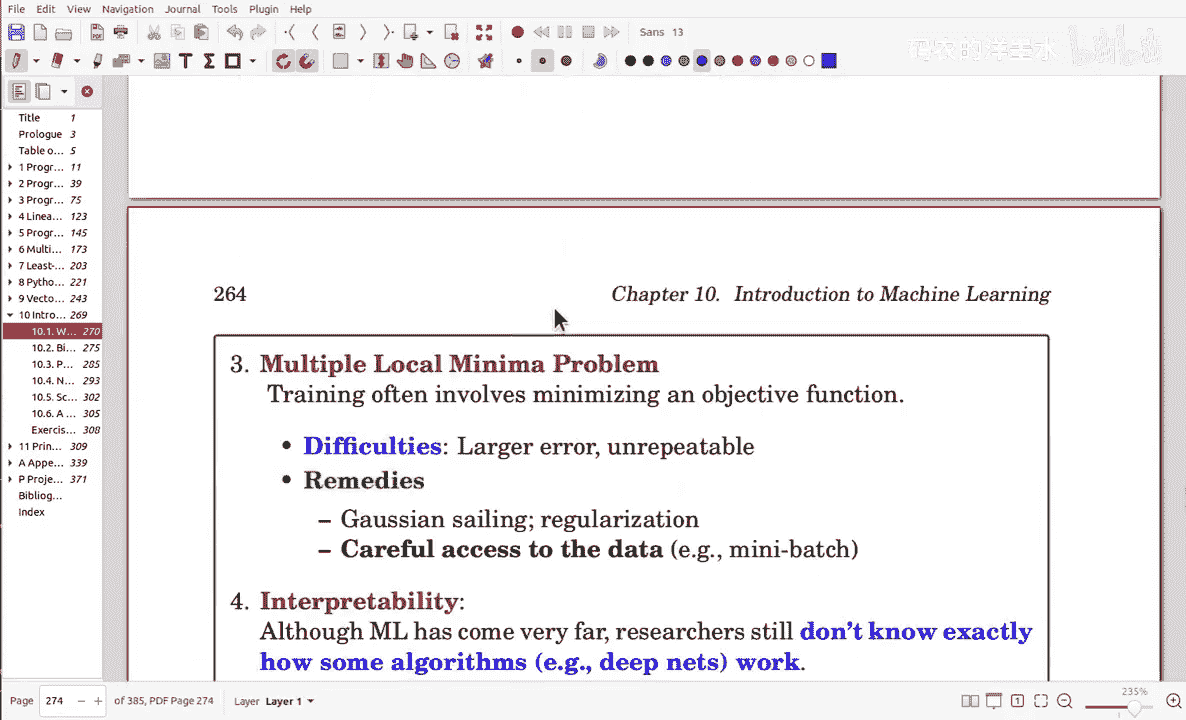 File Edit View Navigation Journal Tools Plugin Help
Sans 13
Title 1
Prologue 3
Table o... 5
1 Progr... 11
2 Progr... 39
3 Progr... 75
4 Linea... 123
5 Progr... 145
6 Multi... 173
7 Least-... 203
8 Pytho... 221
9 Vecto... 243
10 Intro... 269
10.1. W... 270
10.2. Bi... 275
10.3. P... 285
10.4. N... 293
10.5. Sc... 302
10.6. A ... 305
Exercis... 308
11 Prin... 309
A Appe... 339
P Proje... 371
Bibliog...
Index
264 Chapter 10. Introduction to Machine Learning
3. Multiple Local Minima Problem
Training often involves minimizing an objective function.
• Difficulties: Larger error, unrepeatable
• Remedies
– Gaussian sailing; regularization
– Careful access to the data (e.g., mini-batch)
4. Interpretability:
Although ML has come very far, researchers still don't know exactly
how some algorithms (e.g., deep nets) work.
Page 274 − + of 385, PDF Page 274 Layer Layer 1
235%